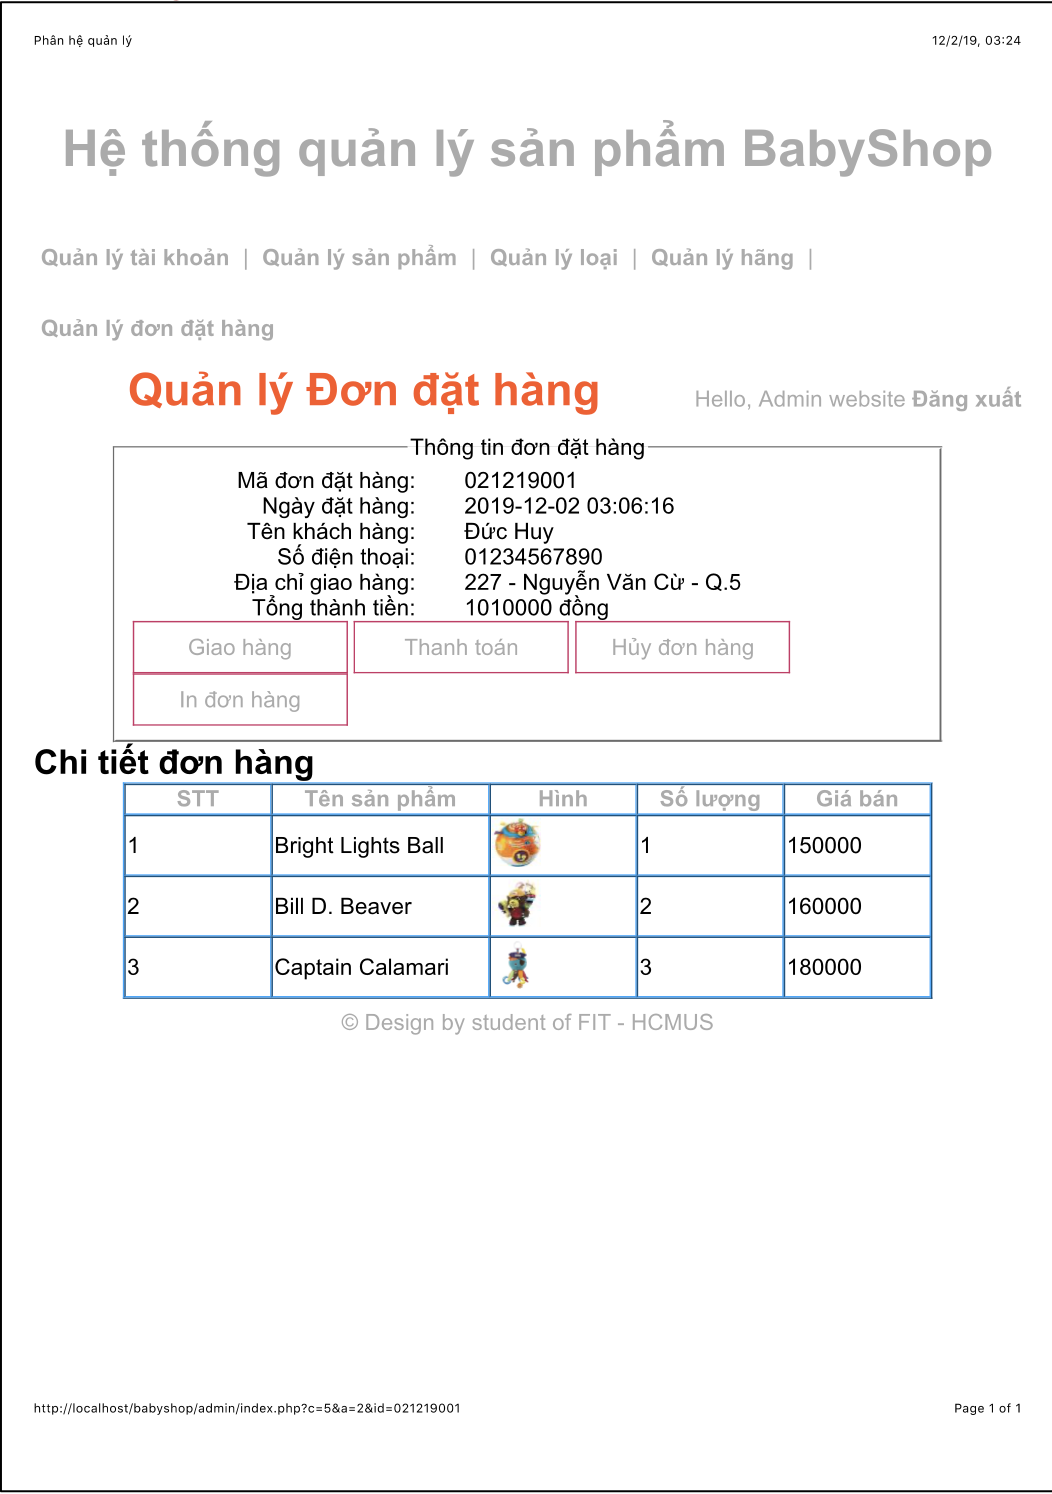 Phân hệ quản lý 12/2/19, 03:24
Hệ thống quản lý sản phẩm BabyShop
Quản lý tài khoản | Quản lý sản phẩm | Quản lý loại | Quản lý hãng |
Quản lý đơn đặt hàng
Quản lý Đơn đặt hàng Hello, Admin website Đăng xuất
Thông tin đơn đặt hàng
Mã đơn đặt hàng: 021219001
Ngày đặt hàng: 2019-12-02 03:06:16
Tên khách hàng: Đức Huy
Số điện thoại: 01234567890
Địa chỉ giao hàng: 227 - Nguyễn Văn Cừ - Q.5
Tổng thành tiền: 1010000 đồng
Giao hàng Thanh toán Hủy đơn hàng
In đơn hàng
Chi tiết đơn hàng
STT Tên sản phẩm Hình Số lượng Giá bán
1 Bright Lights Ball 1 150000
2 Bill D. Beaver 2 160000
3 Captain Calamari 3 180000
© Design by student of FIT - HCMUS
http://localhost/babyshop/admin/index.php?c=5&a=2&id=021219001 Page 1 of 1